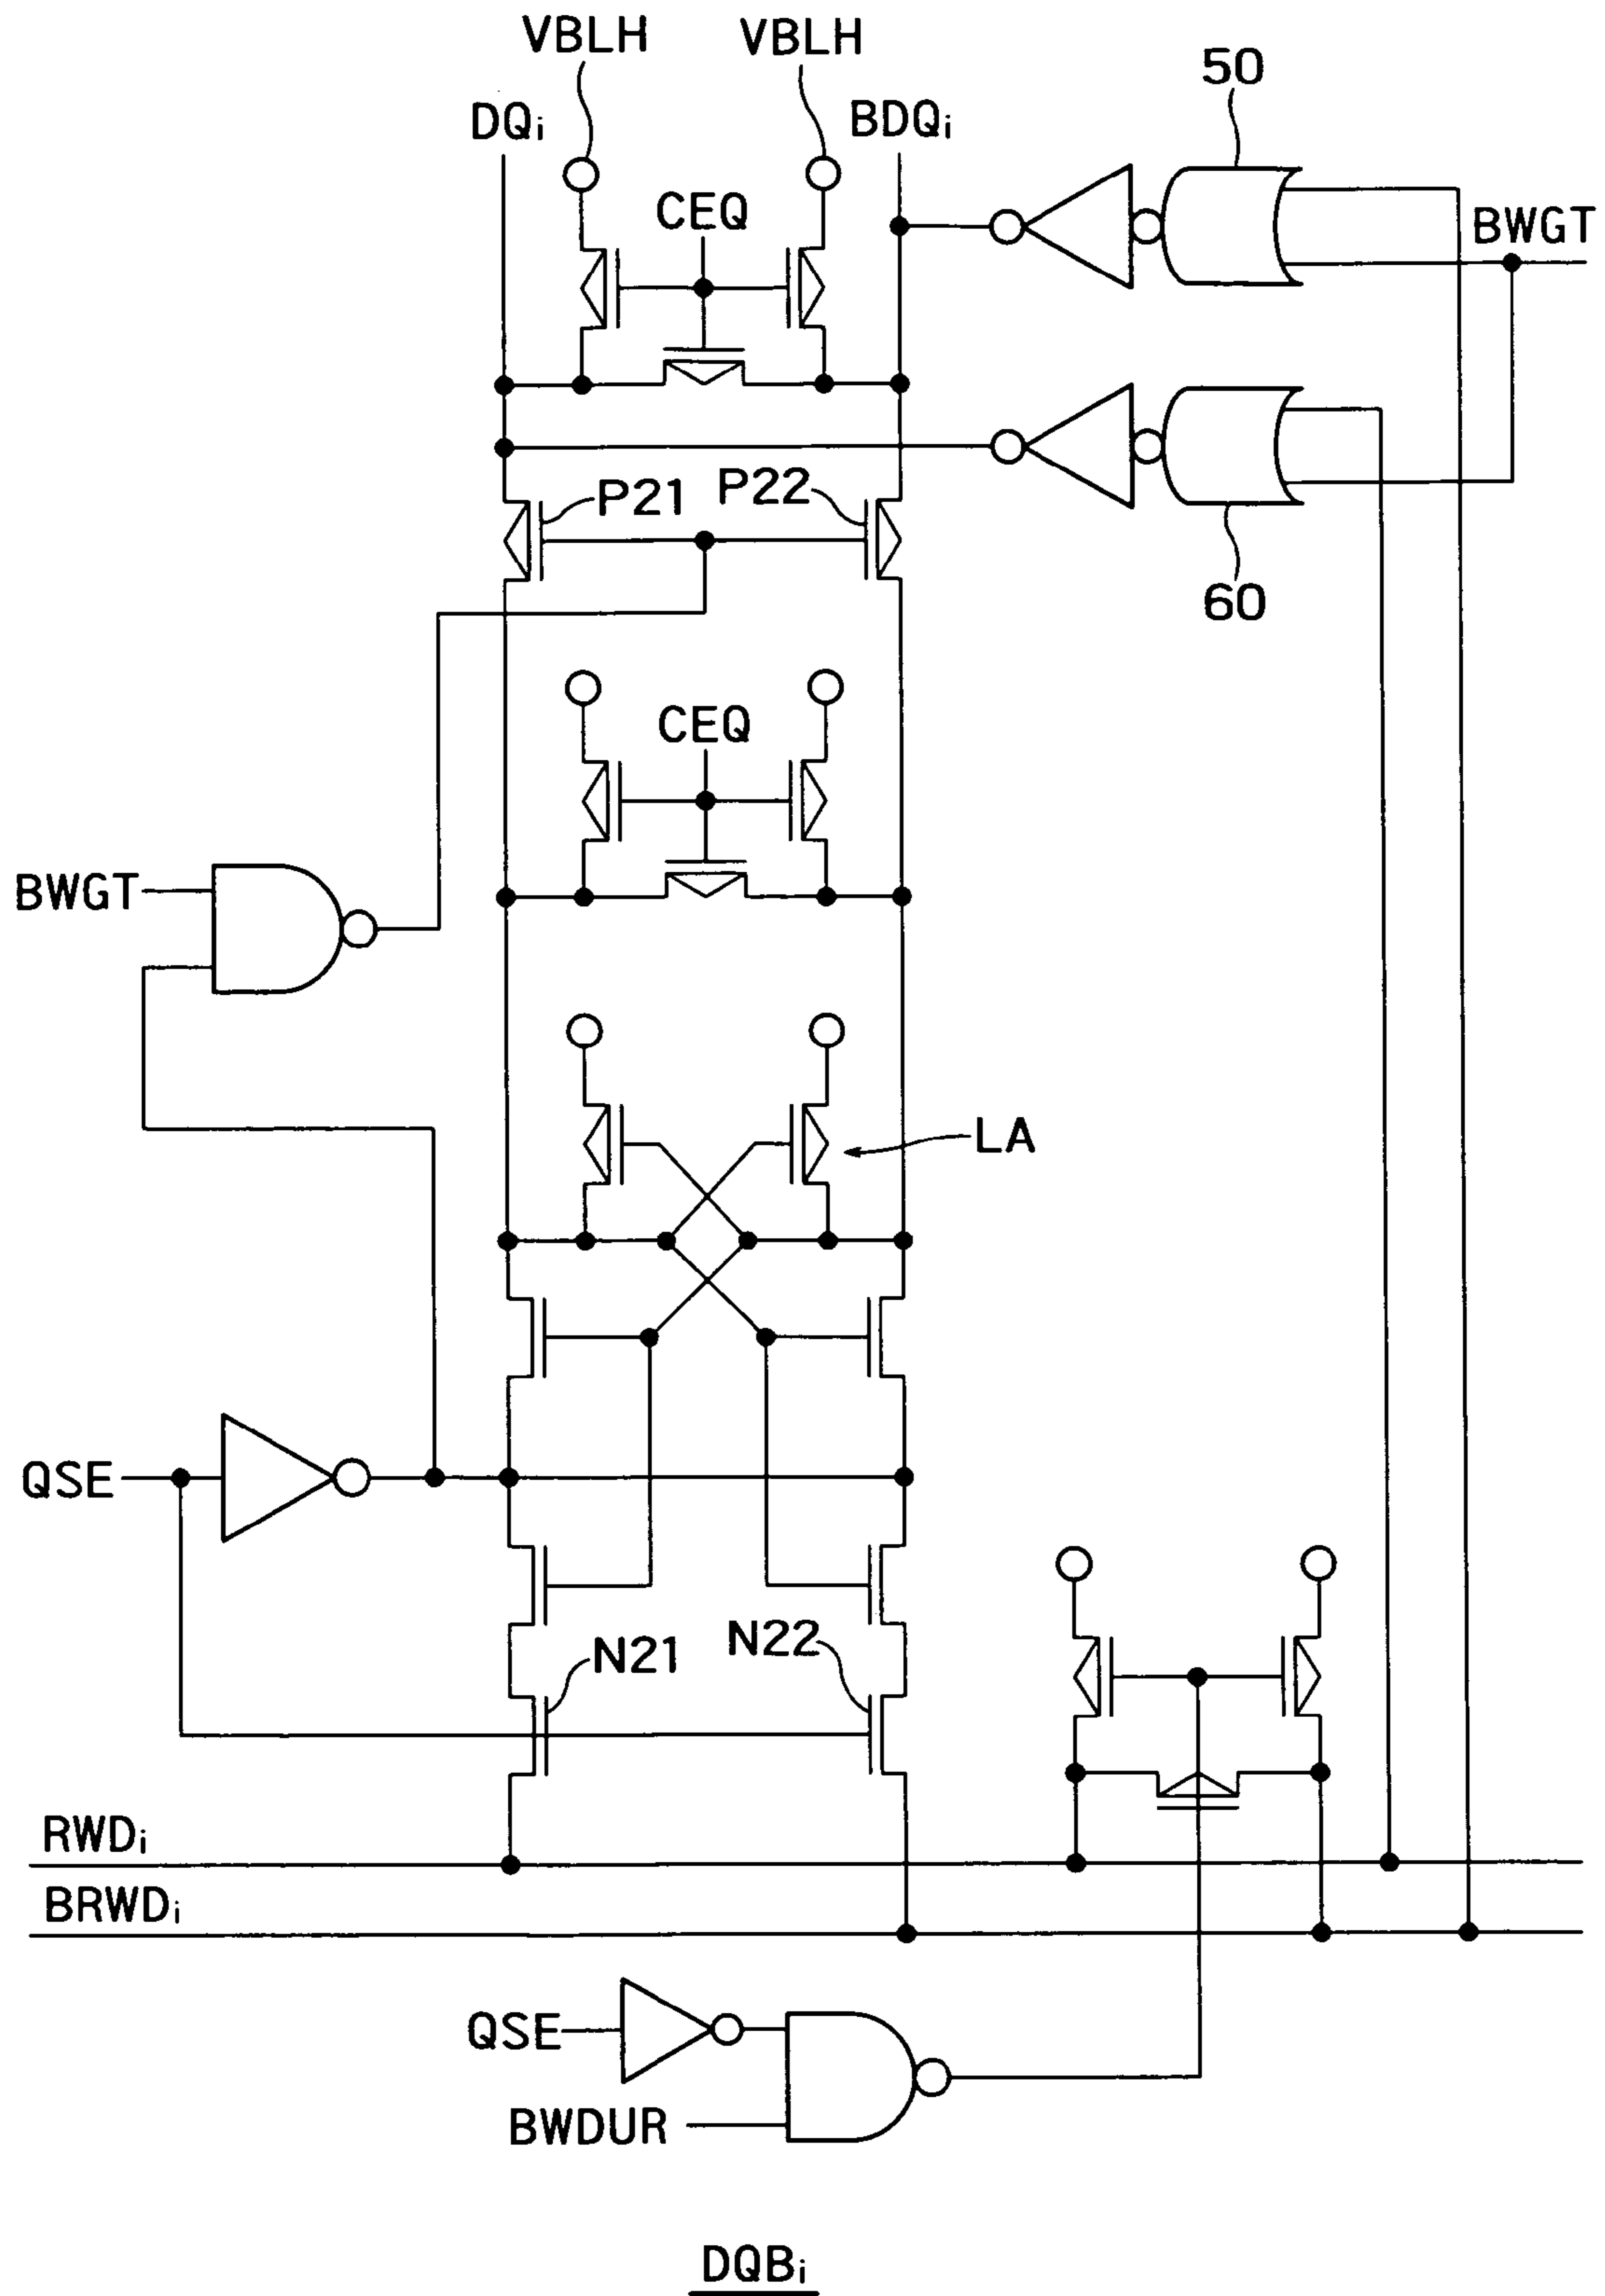 VBLH VBLH
50
DQi BDQi
CEQ
BWGT
P21 P22
60
CEQ
BWGT
LA
QSE
N21 N22
RWDi
BRWDi
QSE
BWDUR
DQBi